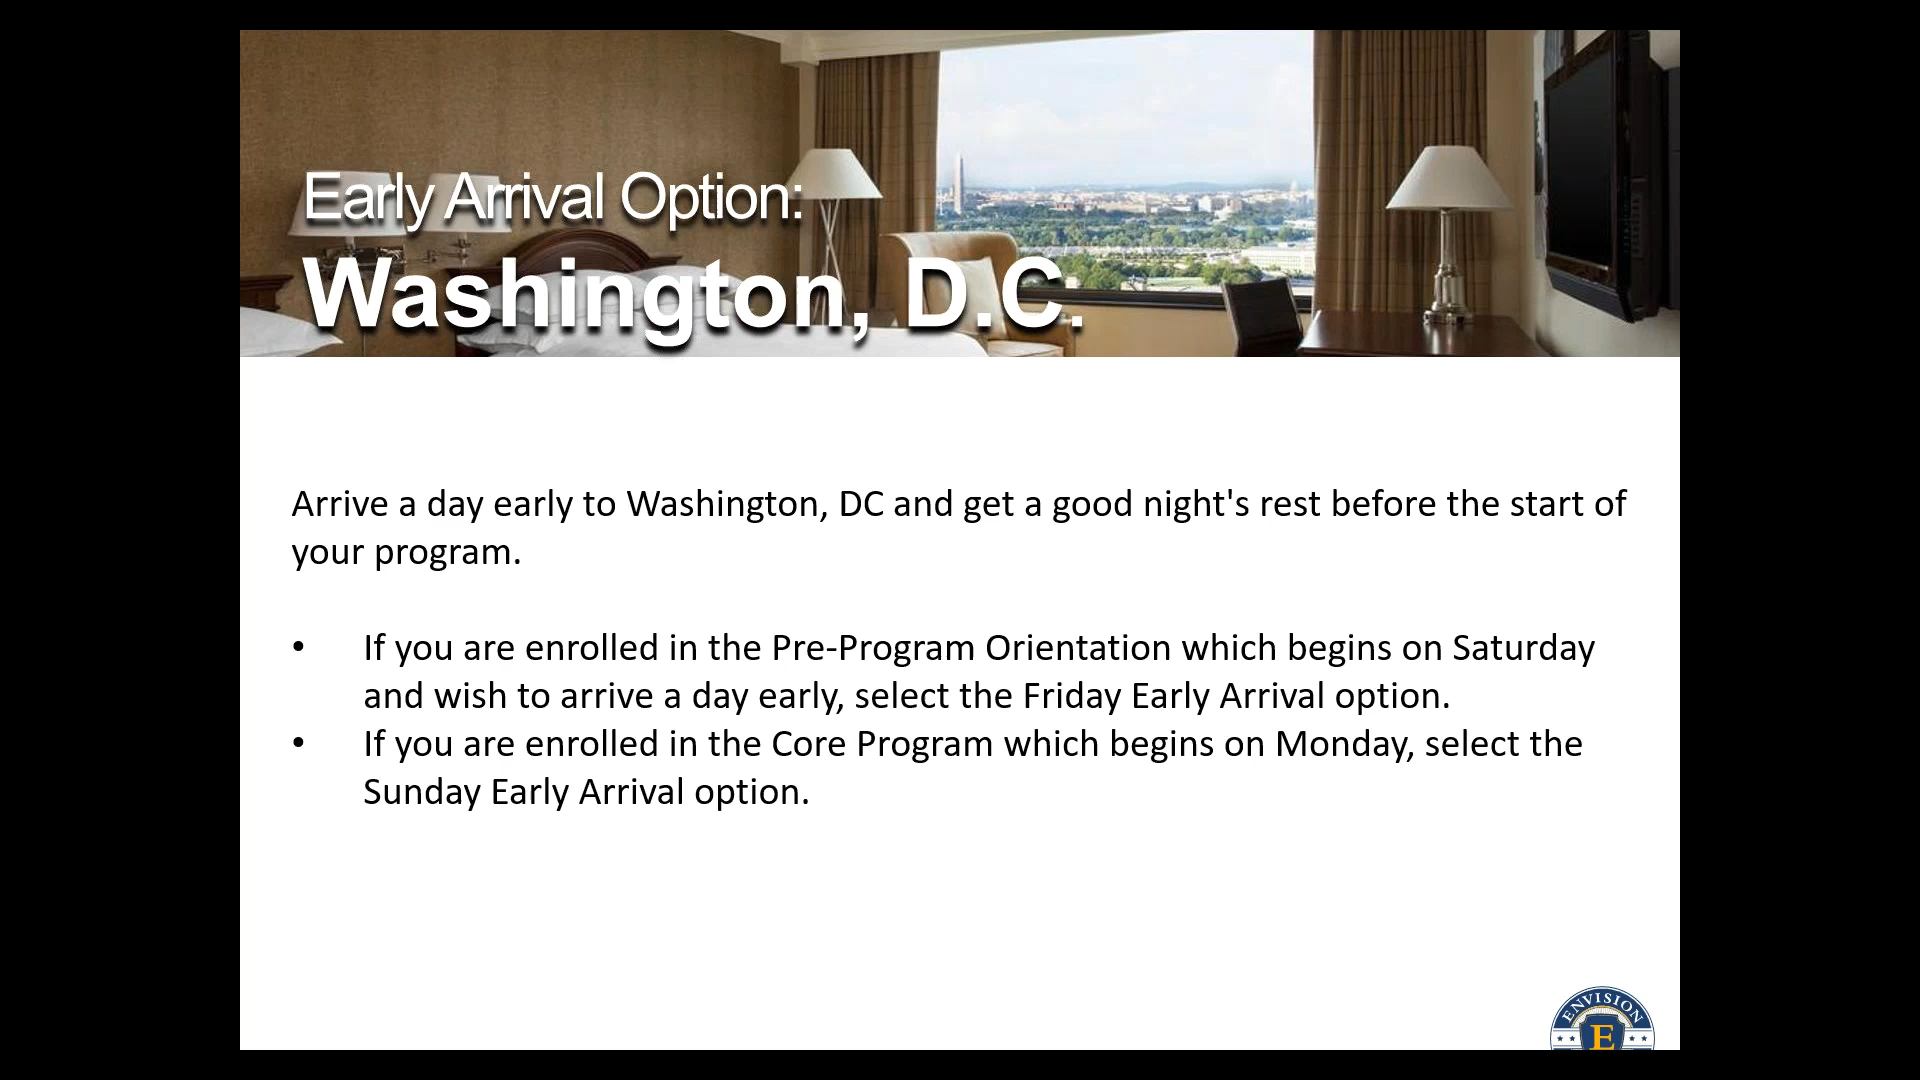 Early Arrival Option:
Washington, D.C.
Arrive a day early to Washington, DC and get a good night's rest before the start of
your program.
• If you are enrolled in the Pre-Program Orientation which begins on Saturday
and wish to arrive a day early, select the Friday Early Arrival option.
• If you are enrolled in the Core Program which begins on Monday, select the
Sunday Early Arrival option.
ENVISION
E